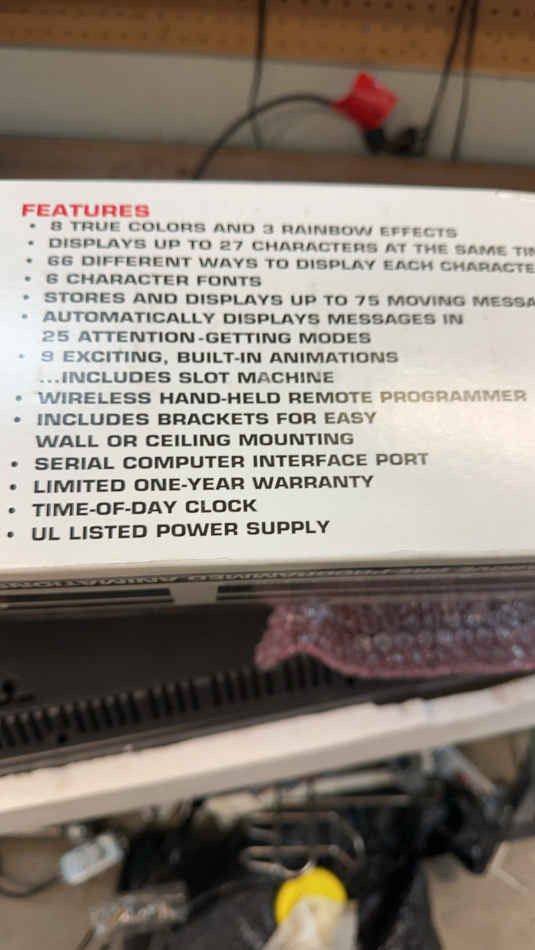 FEATURES
• 8 TRUE COLORS AND 3 RAINBOW EFFECTS
• DISPLAYS UP TO 27 CHARACTERS AT THE SAME TIM
• 66 DIFFERENT WAYS TO DISPLAY EACH CHARACTE
• 6 CHARACTER FONTS
• STORES AND DISPLAYS UP TO 75 MOVING MESSA
• AUTOMATICALLY DISPLAYS MESSAGES IN
25 ATTENTION-GETTING MODES
• 9 EXCITING, BUILT-IN ANIMATIONS
...INCLUDES SLOT MACHINE
• WIRELESS HAND-HELD REMOTE PROGRAMMER
• INCLUDES BRACKETS FOR EASY
WALL OR CEILING MOUNTING
• SERIAL COMPUTER INTERFACE PORT
• LIMITED ONE-YEAR WARRANTY
• TIME-OF-DAY CLOCK
• UL LISTED POWER SUPPLY